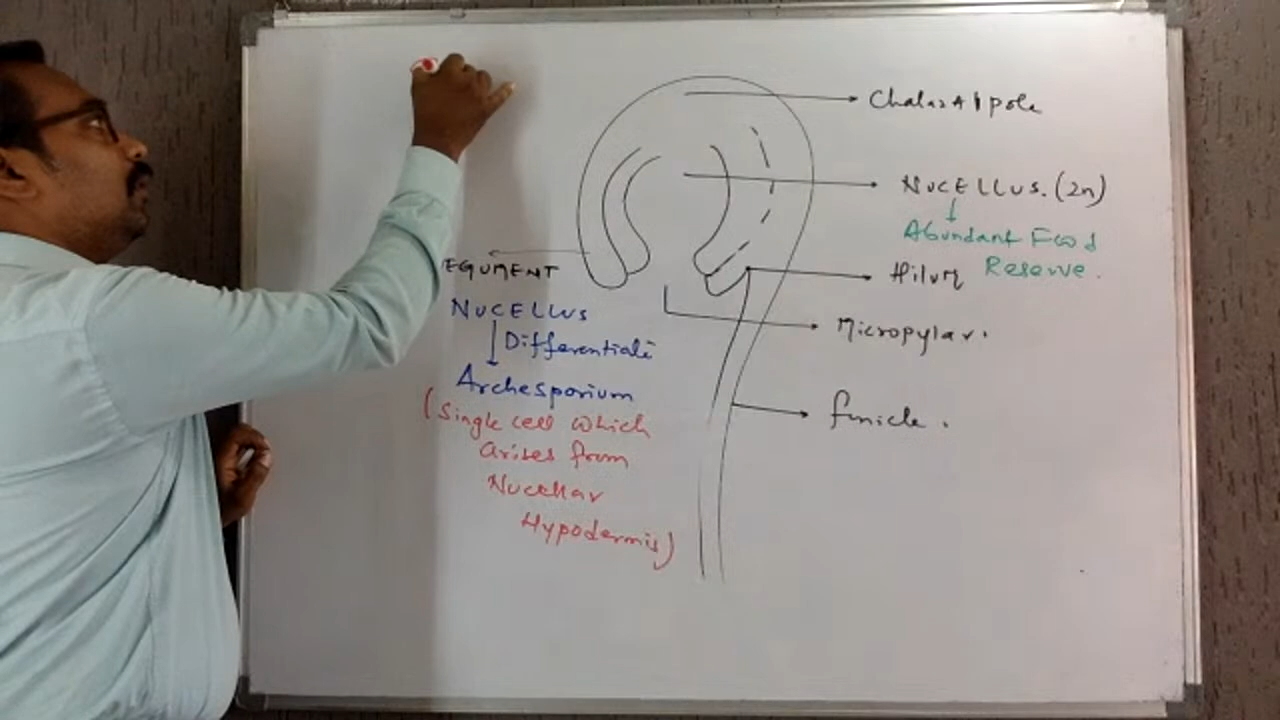 ChalazAl pole
NUCELLUS. (2n)
Abundant Food
Reserve.
Hilum
EGUMENT
NUCELLUS
Micropylar.
Differentiate
Archesporium
(Single cell which
arises from
Nucellar
Hypodermis)
funicle.